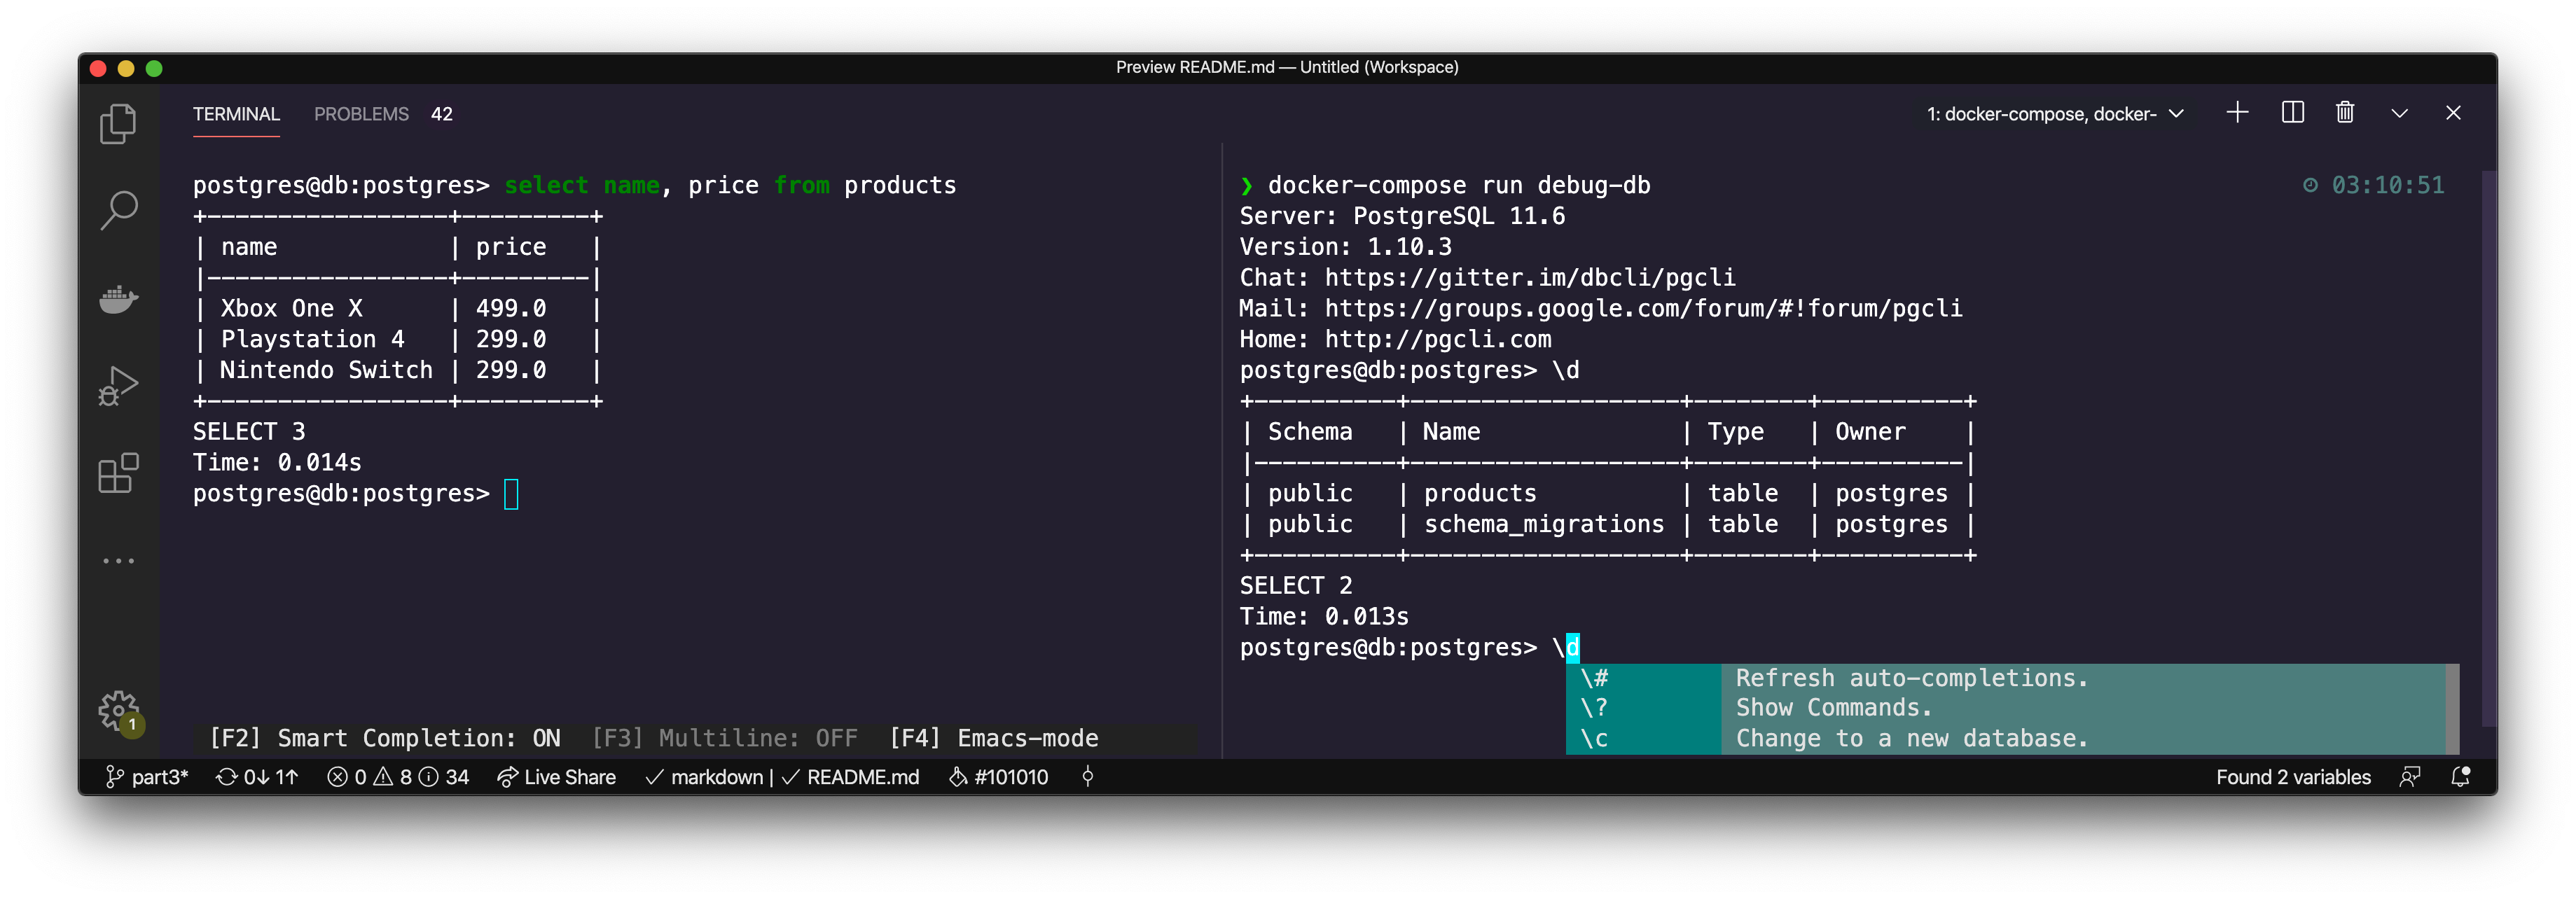 Preview README.md — Untitled (Workspace)
TERMINAL PROBLEMS 42
1: docker-compose, docker-
postgres@db:postgres> select name, price from products
+-----------------+---------+
| name            | price   |
|-----------------+---------|
| Xbox One X      | 499.0   |
| Playstation 4   | 299.0   |
| Nintendo Switch | 299.0   |
+-----------------+---------+
SELECT 3
Time: 0.014s
postgres@db:postgres>
[F2] Smart Completion: ON [F3] Multiline: OFF [F4] Emacs-mode
❯ docker-compose run debug-db 03:10:51
Server: PostgreSQL 11.6
Version: 1.10.3
Chat: https://gitter.im/dbcli/pgcli
Mail: https://groups.google.com/forum/#!forum/pgcli
Home: http://pgcli.com
postgres@db:postgres> \d
+----------+-------------------+--------+----------+
| Schema   | Name              | Type   | Owner    |
|----------+-------------------+--------+----------|
| public   | products          | table  | postgres |
| public   | schema_migrations | table  | postgres |
+----------+-------------------+--------+----------+
SELECT 2
Time: 0.013s
postgres@db:postgres> \d
\# Refresh auto-completions.
\? Show Commands.
\c Change to a new database.
1
part3* 0↓ 1↑ 0 8 34 Live Share ✓ markdown | ✓ README.md #101010 Found 2 variables